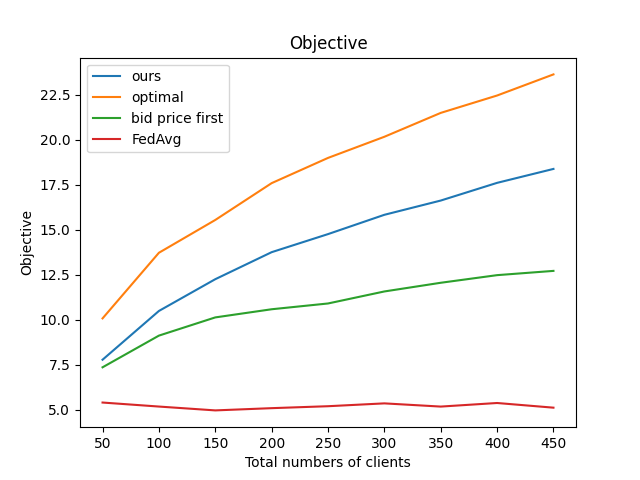 Objective
ours
optimal
bid price first
FedAvg
22.5
20.0
17.5
15.0
12.5
10.0
7.5
5.0
Objective
50 100 150 200 250 300 350 400 450
Total numbers of clients